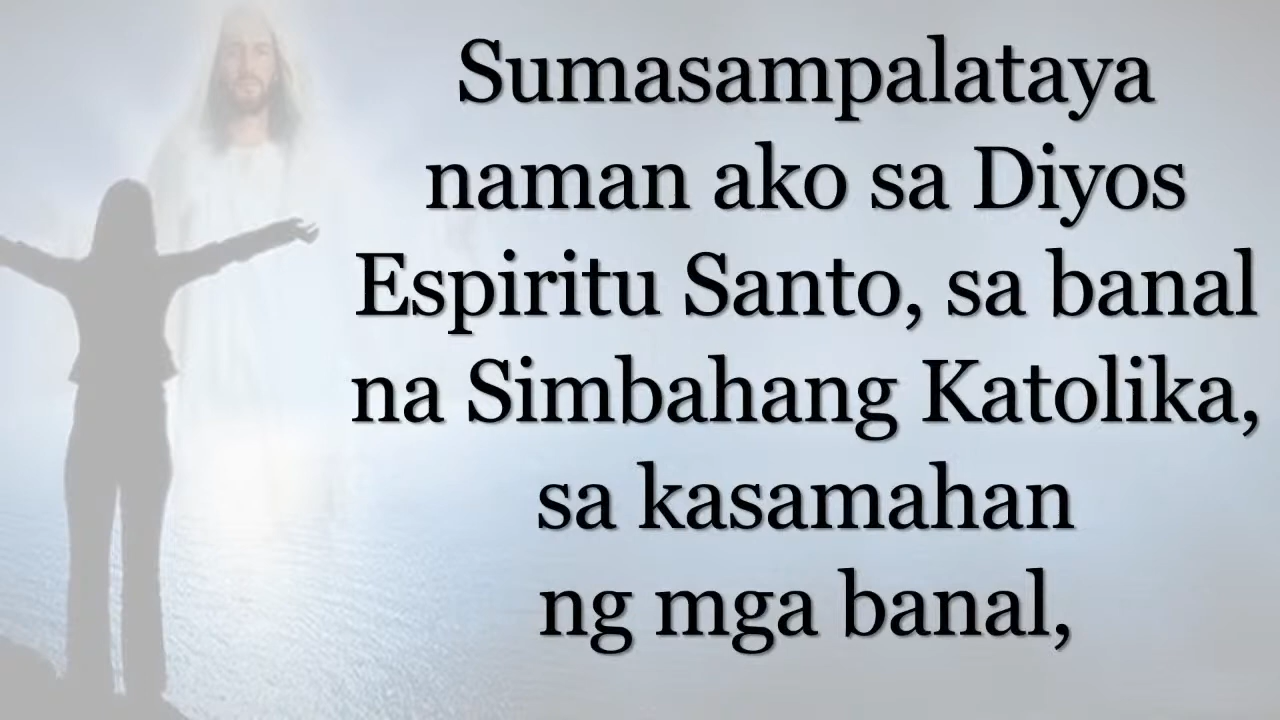 Sumasampalataya
naman ako sa Diyos
Espiritu Santo, sa banal
na Simbahang Katolika,
sa kasamahan
ng mga banal,